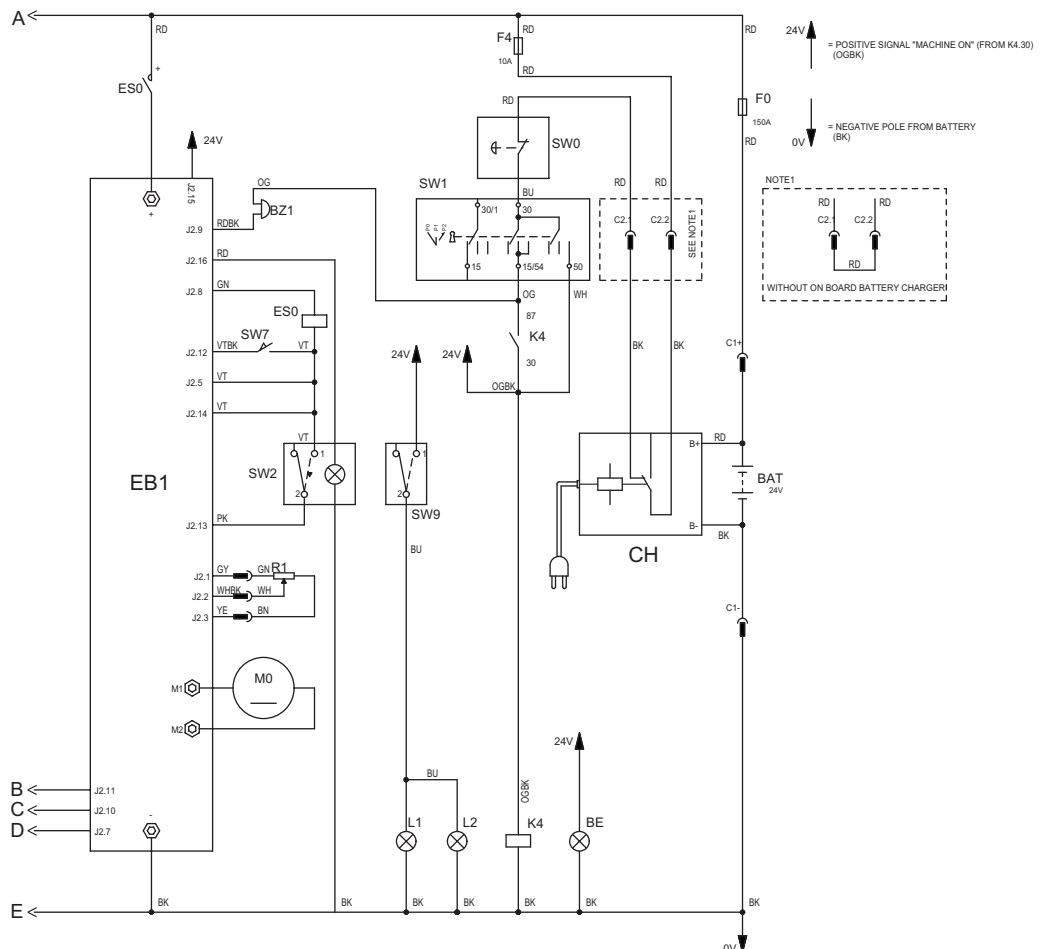 A
RD
RD
RD
F4
10A
RD
RD
24V
= POSITIVE SIGNAL "MACHINE ON" (FROM K4.30)
(OGBK)
+
ES0
RD
F0
150A
SW0
= NEGATIVE POLE FROM BATTERY
(BK)
0V
24V
RD
J2.15
+
OG
BZ1
J2.9
RDBK
SW1
BU
30/1
30
P0
P1
P2
15
15/54
50
RD
RD
C2.1
C2.2
SEE NOTE1
NOTE1
RD
RD
C2.1
C2.2
RD
WITHOUT ON BOARD BATTERY CHARGER
J2.16
RD
J2.8
GN
ES0
OG
WH
87
K4
30
SW7
J2.12
VTBK
VT
24V
24V
BK
BK
C1+
J2.5
VT
OGBK
J2.14
VT
VT
1
SW2
2
1
2
SW9
B+
RD
BAT
24V
EB1
J2.13
PK
B-
BK
CH
BU
J2.1
GY
GN
R1
J2.2
WHBK
WH
J2.3
YE
BN
C1-
M0
M1
M2
24V
B
J2.11
BU
OGBK
C
J2.10
D
J2.7
-
L1
L2
K4
BE
E
BK
BK
BK
BK
BK
BK
BK
0V